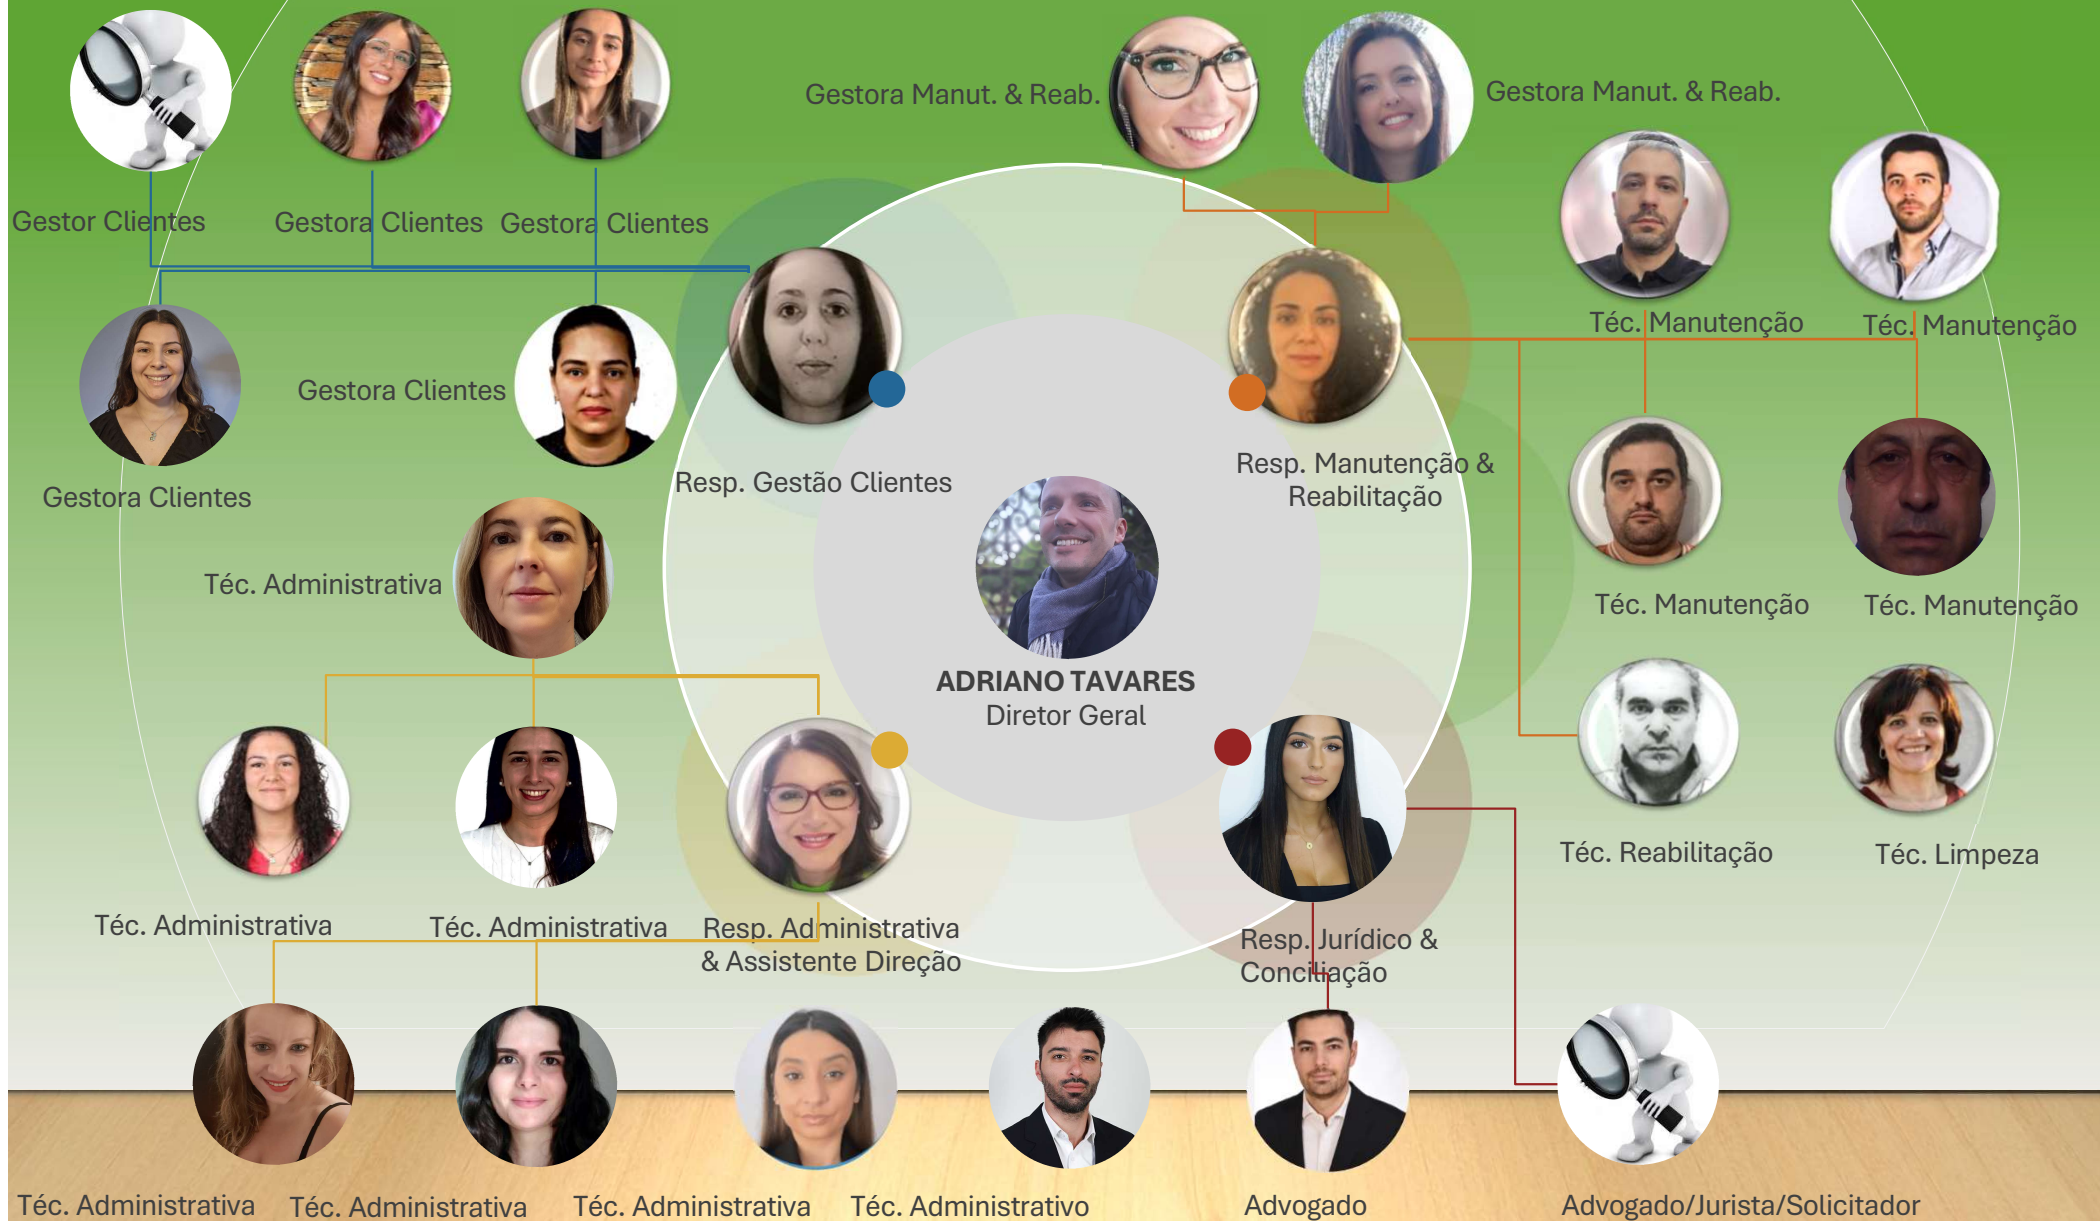 Gestora Manut. & Reab.
Gestora Manut. & Reab.
Gestor Clientes
Gestora Clientes
Gestora Clientes
Téc. Manutenção
Téc. Manutenção
Gestora Clientes
Gestora Clientes
Resp. Gestão Clientes
Resp. Manutenção &
Reabilitação
Téc. Administrativa
Téc. Manutenção
Téc. Manutenção
ADRIANO TAVARES
Diretor Geral
Téc. Reabilitação
Téc. Limpeza
Téc. Administrativa
Téc. Administrativa
Resp. Administrativa
& Assistente Direção
Resp. Jurídico &
Conciliação
Téc. Administrativa
Téc. Administrativa
Téc. Administrativa
Téc. Administrativo
Advogado
Advogado/Jurista/Solicitador